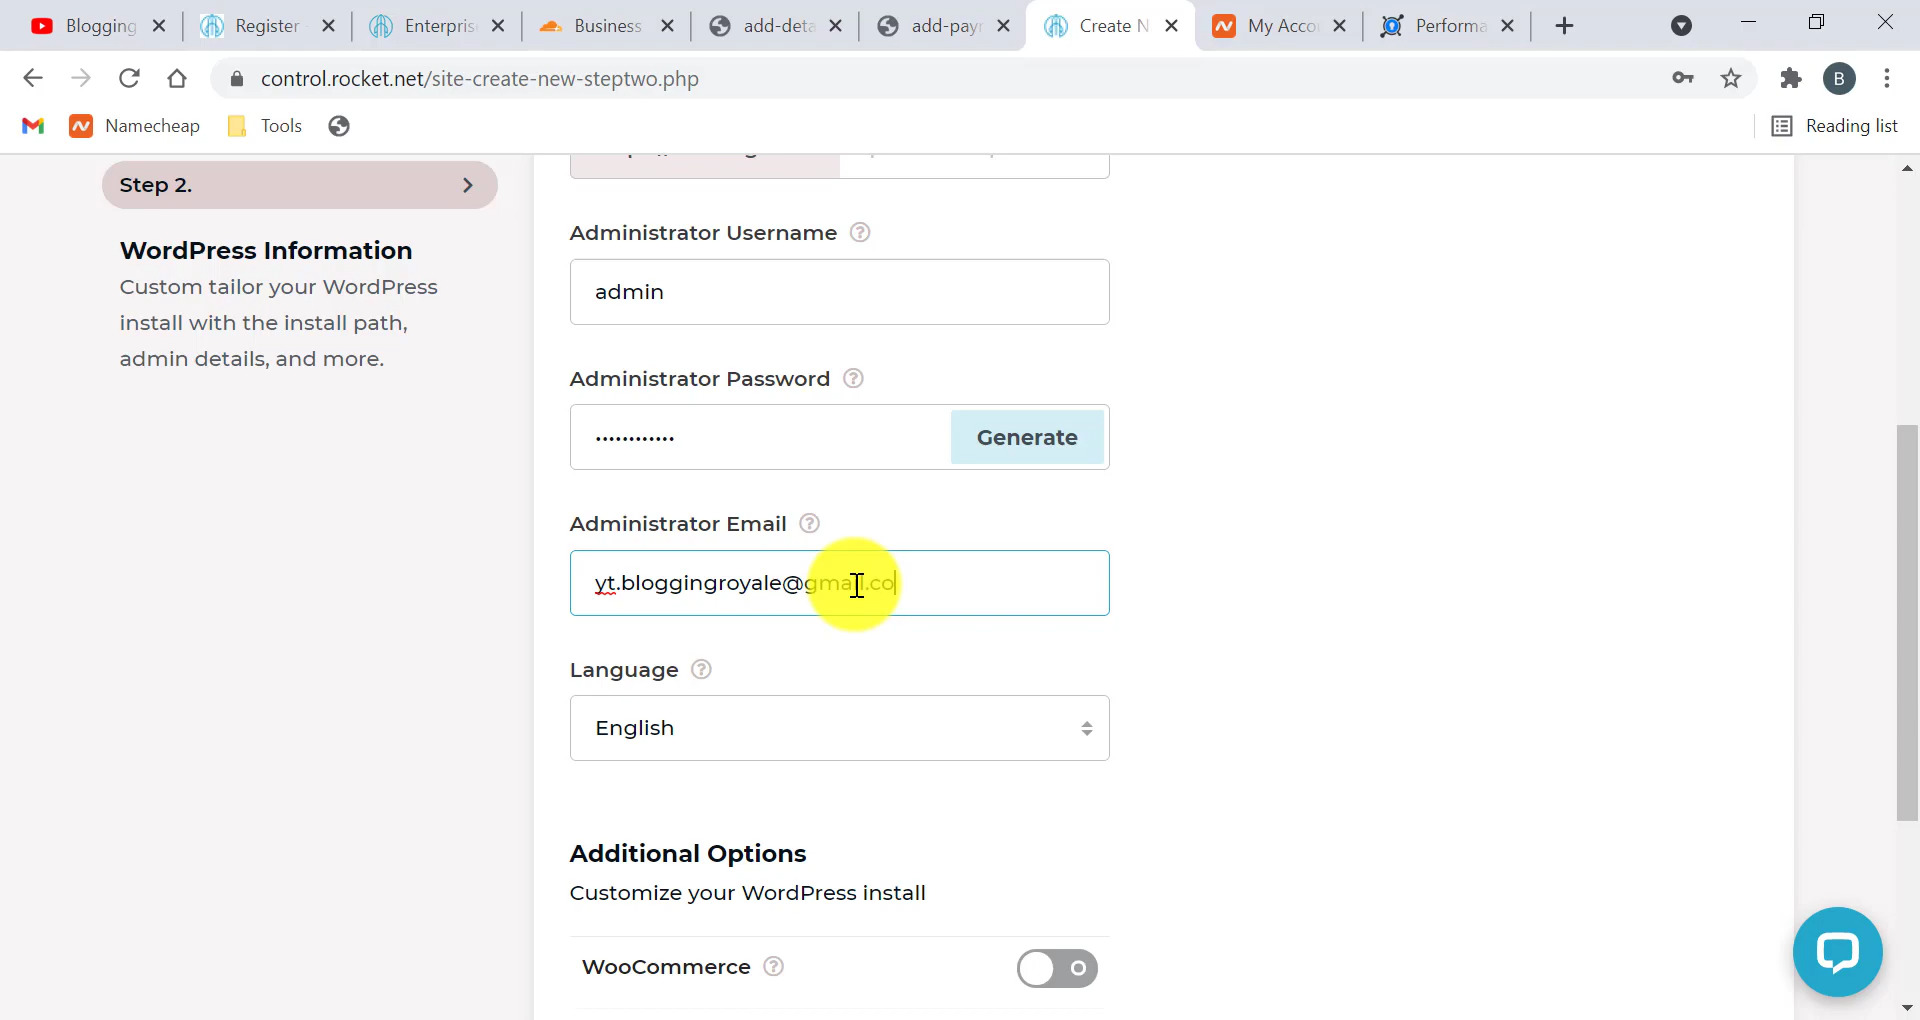 Blogging
Register
Enterpris
Business
add-deta
add-payı
Create N
My Acco
Performa
control.rocket.net/site-create-new-steptwo.php
B
Namecheap
Tools
Reading list
Step 2.
WordPress Information
Custom tailor your WordPress
install with the install path,
admin details, and more.
Administrator Username ?
admin
Administrator Password ?
••••••••••••
Generate
Administrator Email ?
yt.bloggingroyale@gmail.co
Language ?
English
Additional Options
Customize your WordPress install
WooCommerce ?